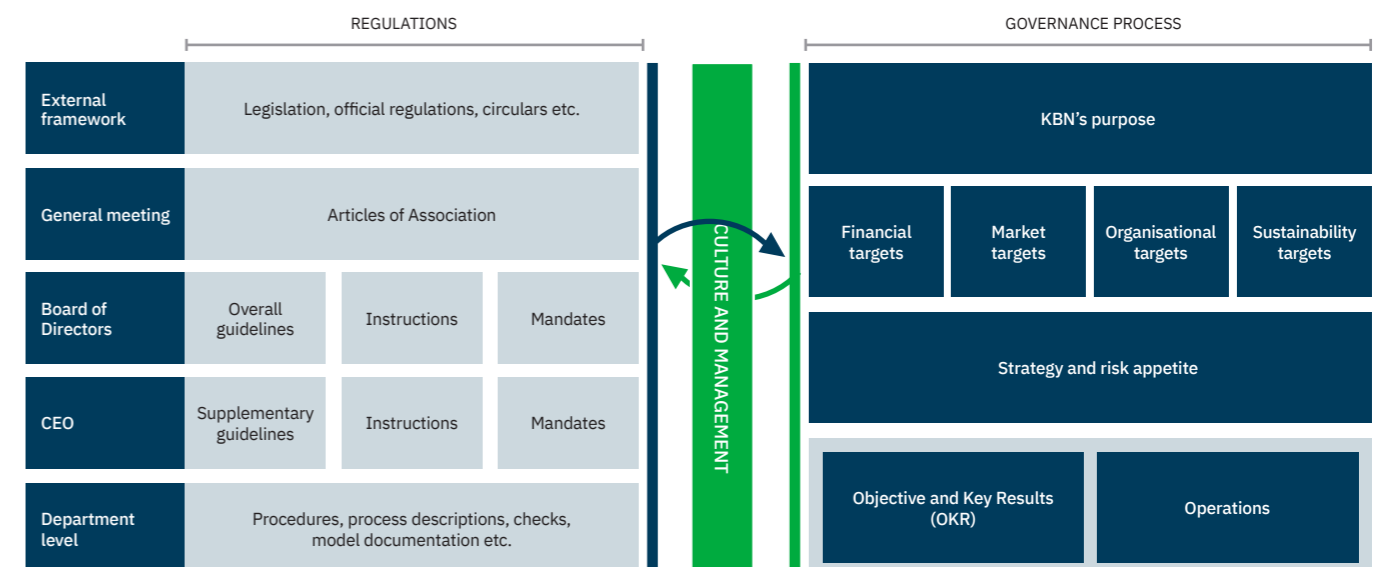 REGULATIONS
GOVERNANCE PROCESS
External
framework
Legislation, official regulations, circulars etc.
General meeting
Articles of Association
Board of
Directors
Overall
guidelines
Instructions
Mandates
CEO
Supplementary
guidelines
Instructions
Mandates
Department
level
Procedures, process descriptions, checks,
model documentation etc.
CULTURE AND MANAGEMENT
KBN’s purpose
Financial
targets
Market
targets
Organisational
targets
Sustainability
targets
Strategy and risk appetite
Objective and Key Results
(OKR)
Operations